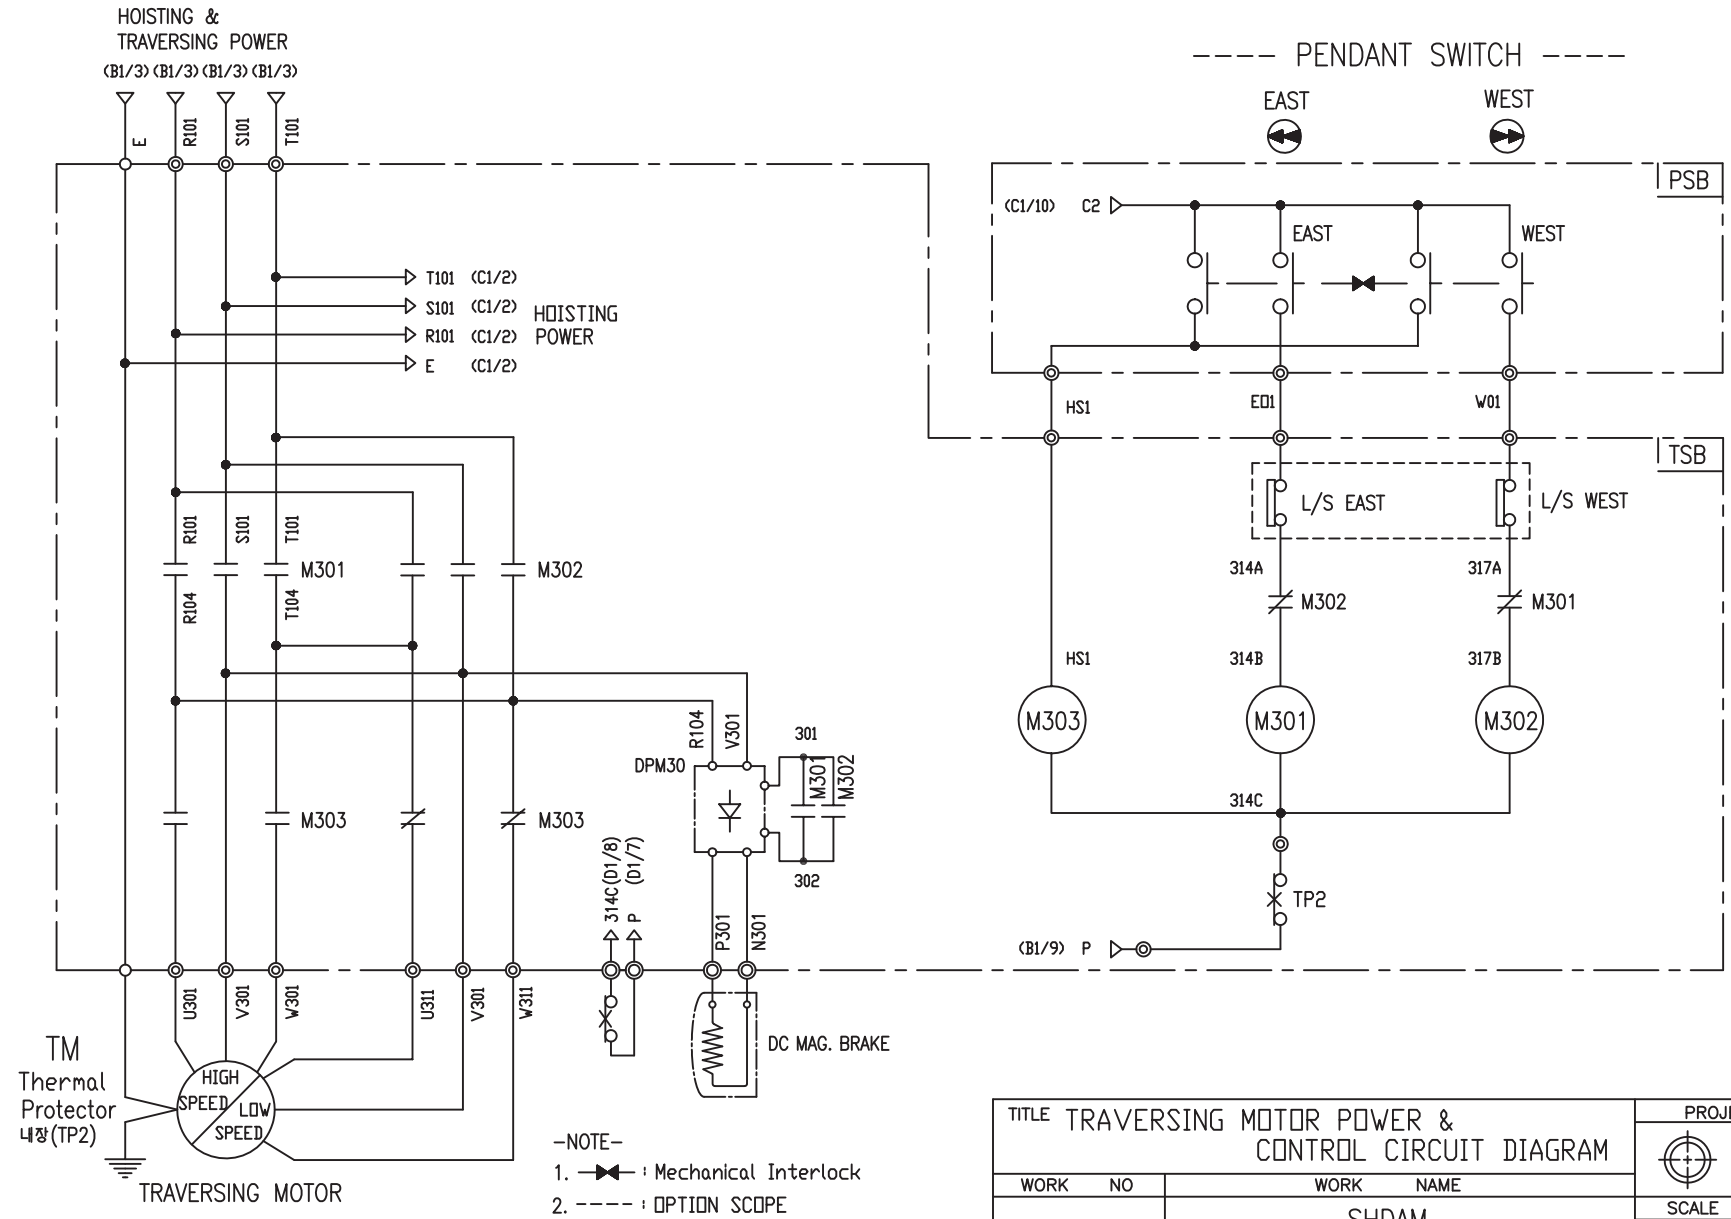 HOISTING &
TRAVERSING POWER
(B1/3) (B1/3) (B1/3) (B1/3)
E
R101
S101
T101
T101 (C1/2)
S101 (C1/2)
R101 (C1/2)
E (C1/2)
HOISTING
POWER
R101
S101
T101
M301
M302
R104
T104
M303
M303
R104
V301
DPM30
301
M301
M302
302
314C(D1/8)
P (D1/7)
P301
N301
U301
V301
W301
U311
V301
W311
DC MAG. BRAKE
TM
Thermal
Protector
내장(TP2)
HIGH
SPEED
LOW
SPEED
TRAVERSING MOTOR
-NOTE-
1. : Mechanical Interlock
2. ---- : OPTION SCOPE
---- PENDANT SWITCH ----
EAST
WEST
PSB
(C1/10) C2
EAST
WEST
HS1
E01
W01
TSB
L/S EAST
L/S WEST
314A
317A
M302
M301
HS1
314B
317B
M303
M301
M302
314C
TP2
(B1/9) P
TITLE TRAVERSING MOTOR POWER &
CONTROL CIRCUIT DIAGRAM
PROJE
WORK NO
WORK NAME
SCALE
SHDAM